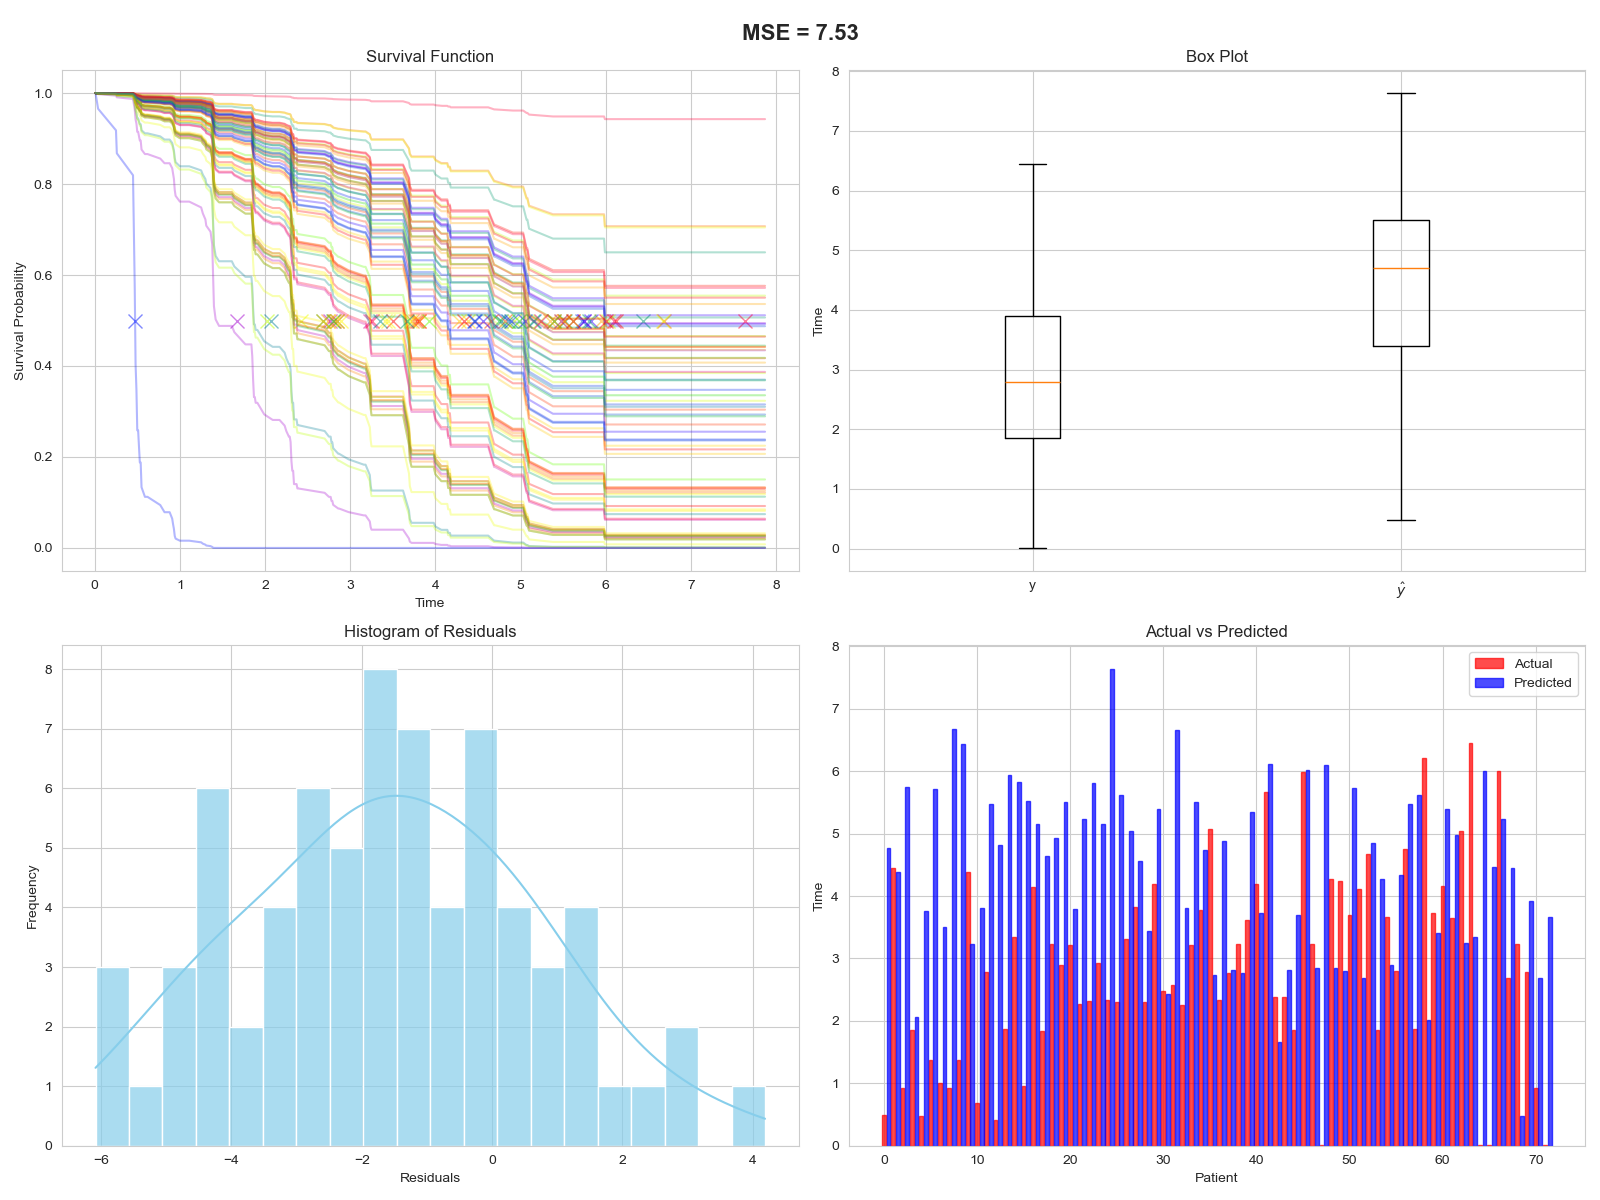 MSE = 7.53
Survival Function
Survival Probability
1.0
0.8
0.6
0.4
0.2
0.0
0 1 2 3 4 5 6 7 8
Time
Box Plot
Time
8
7
6
5
4
3
2
1
0
y ŷ
Histogram of Residuals
Frequency
8
7
6
5
4
3
2
1
0
−6 −4 −2 0 2 4
Residuals
Actual vs Predicted
Time
8
7
6
5
4
3
2
1
0
Actual
Predicted
0 10 20 30 40 50 60 70
Patient